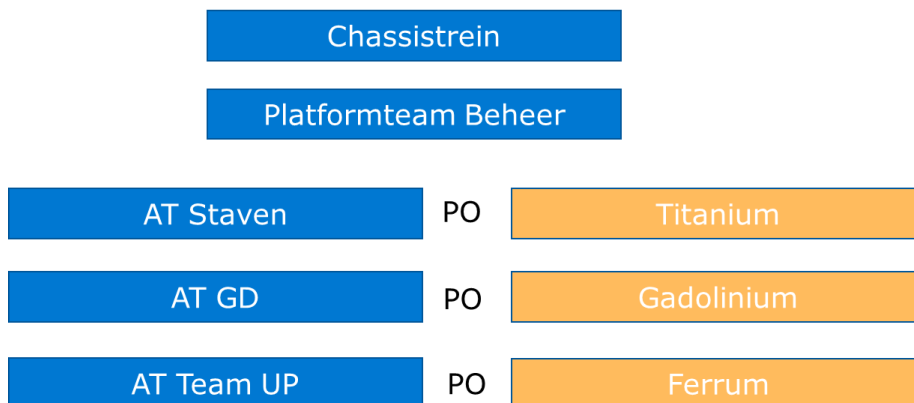 Chassistrein
Platformteam Beheer
AT Staven PO Titanium
AT GD PO Gadolinium
AT Team UP PO Ferrum